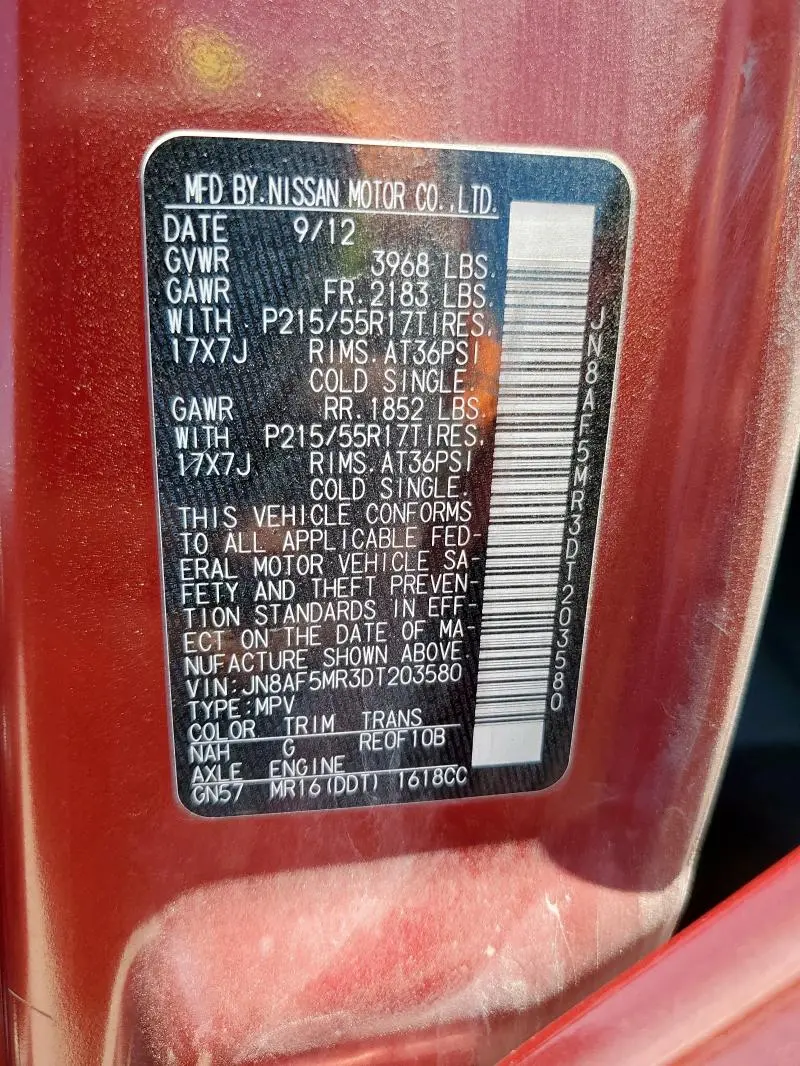 MFD BY.NISSAN MOTOR CO.,LTD.
DATE 9/12
GVWR 3968 LBS.
GAWR FR.2183 LBS.
WITH P215/55R17TIRES,
17X7J RIMS.AT36PSI
COLD SINGLE.
GAWR RR.1852 LBS.
WITH P215/55R17TIRES,
17X7J RIMS.AT36PSI
COLD SINGLE.
THIS VEHICLE CONFORMS
TO ALL APPLICABLE FED-
ERAL MOTOR VEHICLE SA-
FETY AND THEFT PREVEN-
TION STANDARDS IN EFF-
ECT ON THE DATE OF MA-
NUFACTURE SHOWN ABOVE
VIN:JN8AF5MR3DT203580
TYPE:MPV
COLOR TRIM TRANS
NAH G RE0F10B
AXLE ENGINE
GN57 MR16(DDT) 1618CC
JN8AF5MR3DT203580